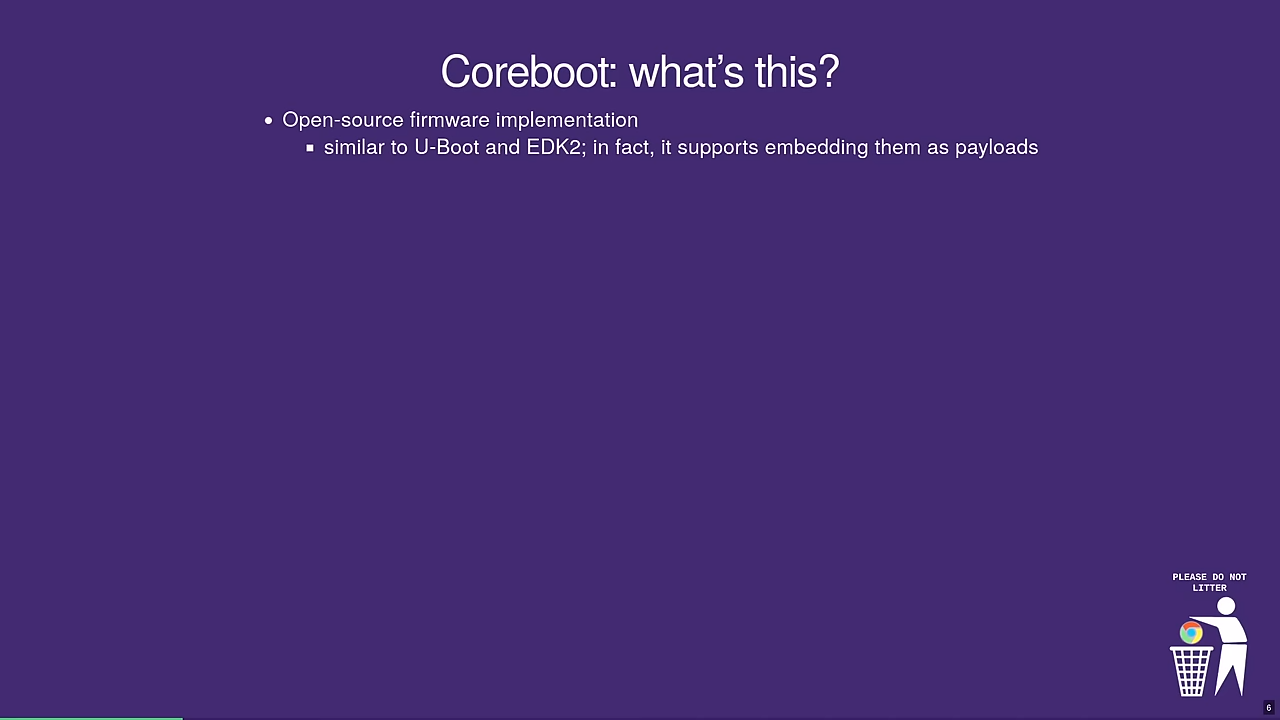 Coreboot: what’s this?
Open-source firmware implementation
similar to U-Boot and EDK2; in fact, it supports embedding them as payloads
PLEASE DO NOT
LITTER
6